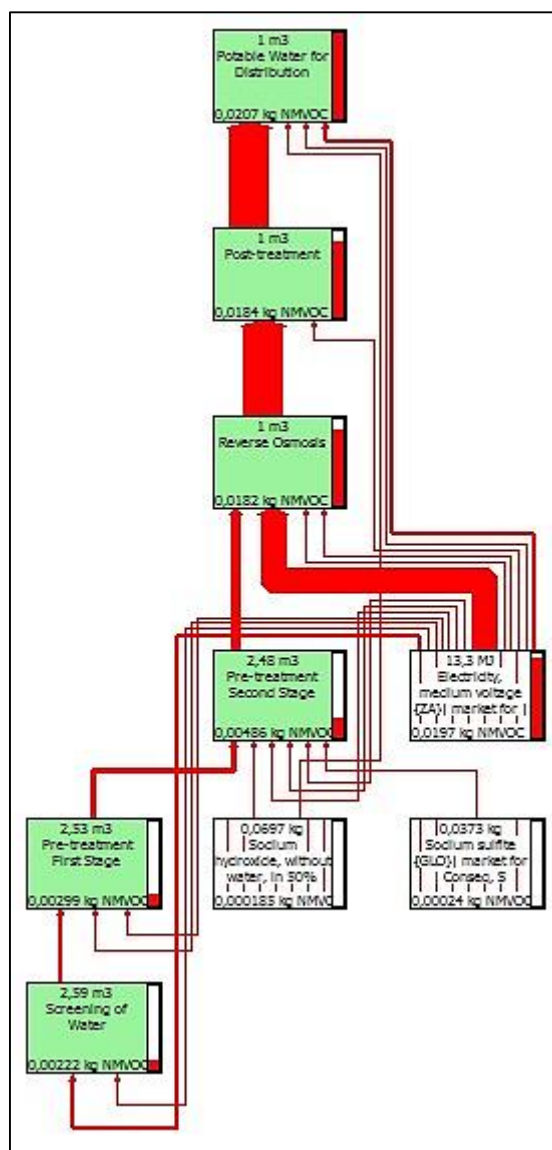 1 m3
Potable Water for
Distribution
0,0207 kg NMVOC
1 m3
Post-treatment
0,0184 kg NMVOC
1 m3
Reverse Osmosis
0,0182 kg NMVOC
2,48 m3
Pre-treatment
Second Stage
0,00486 kg NMVOC
13,3 MJ
Electricity,
medium voltage
{ZA}| market for |
0,0197 kg NMVOC
2,53 m3
Pre-treatment
First Stage
0,00299 kg NMVOC
0,0697 kg
Sodium
hydroxide, without
water, in 50%
0,000185 kg NMVO
0,0373 kg
Sodium sulfite
{GLO}| market for
Conseq, S
0,00024 kg NMVOC
2,59 m3
Screening of
Water
0,00222 kg NMVOC